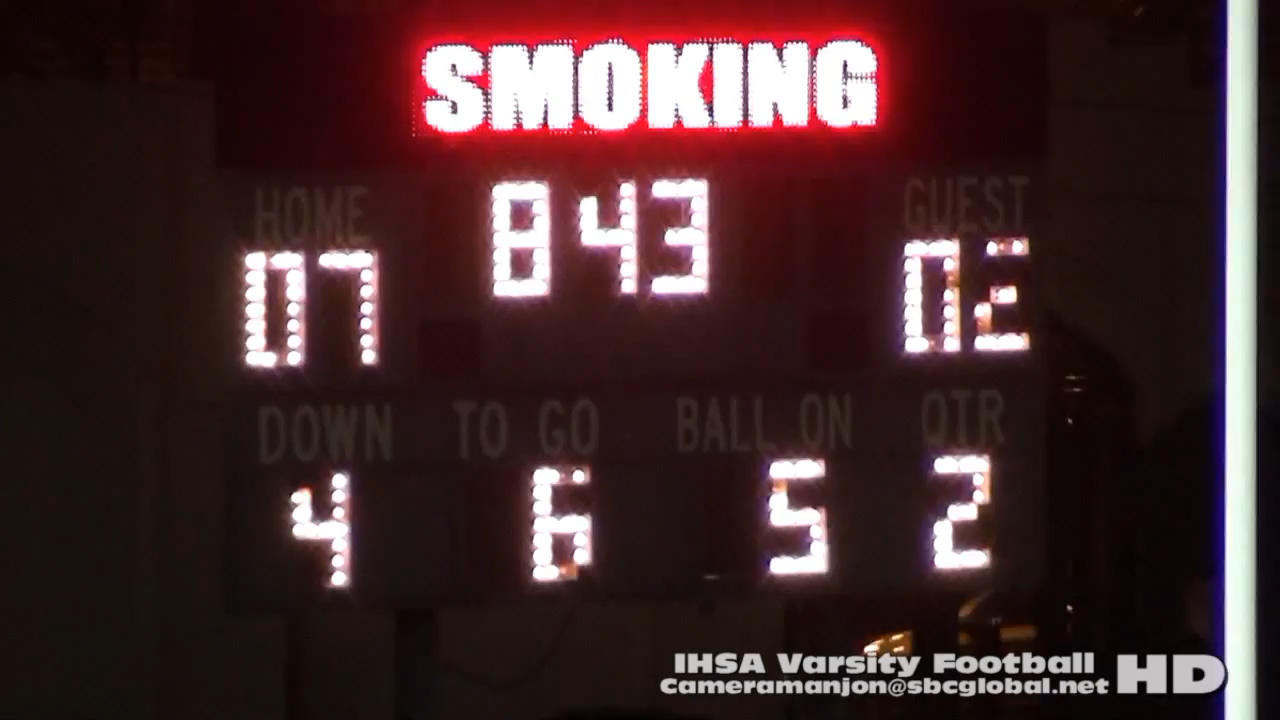 SMOKING
HOME 843 GUEST
07 02
DOWN TO GO BALL ON QTR
4 6 5 2
IHSA Varsity Football HD
Cameramanjon@sbcglobal.net